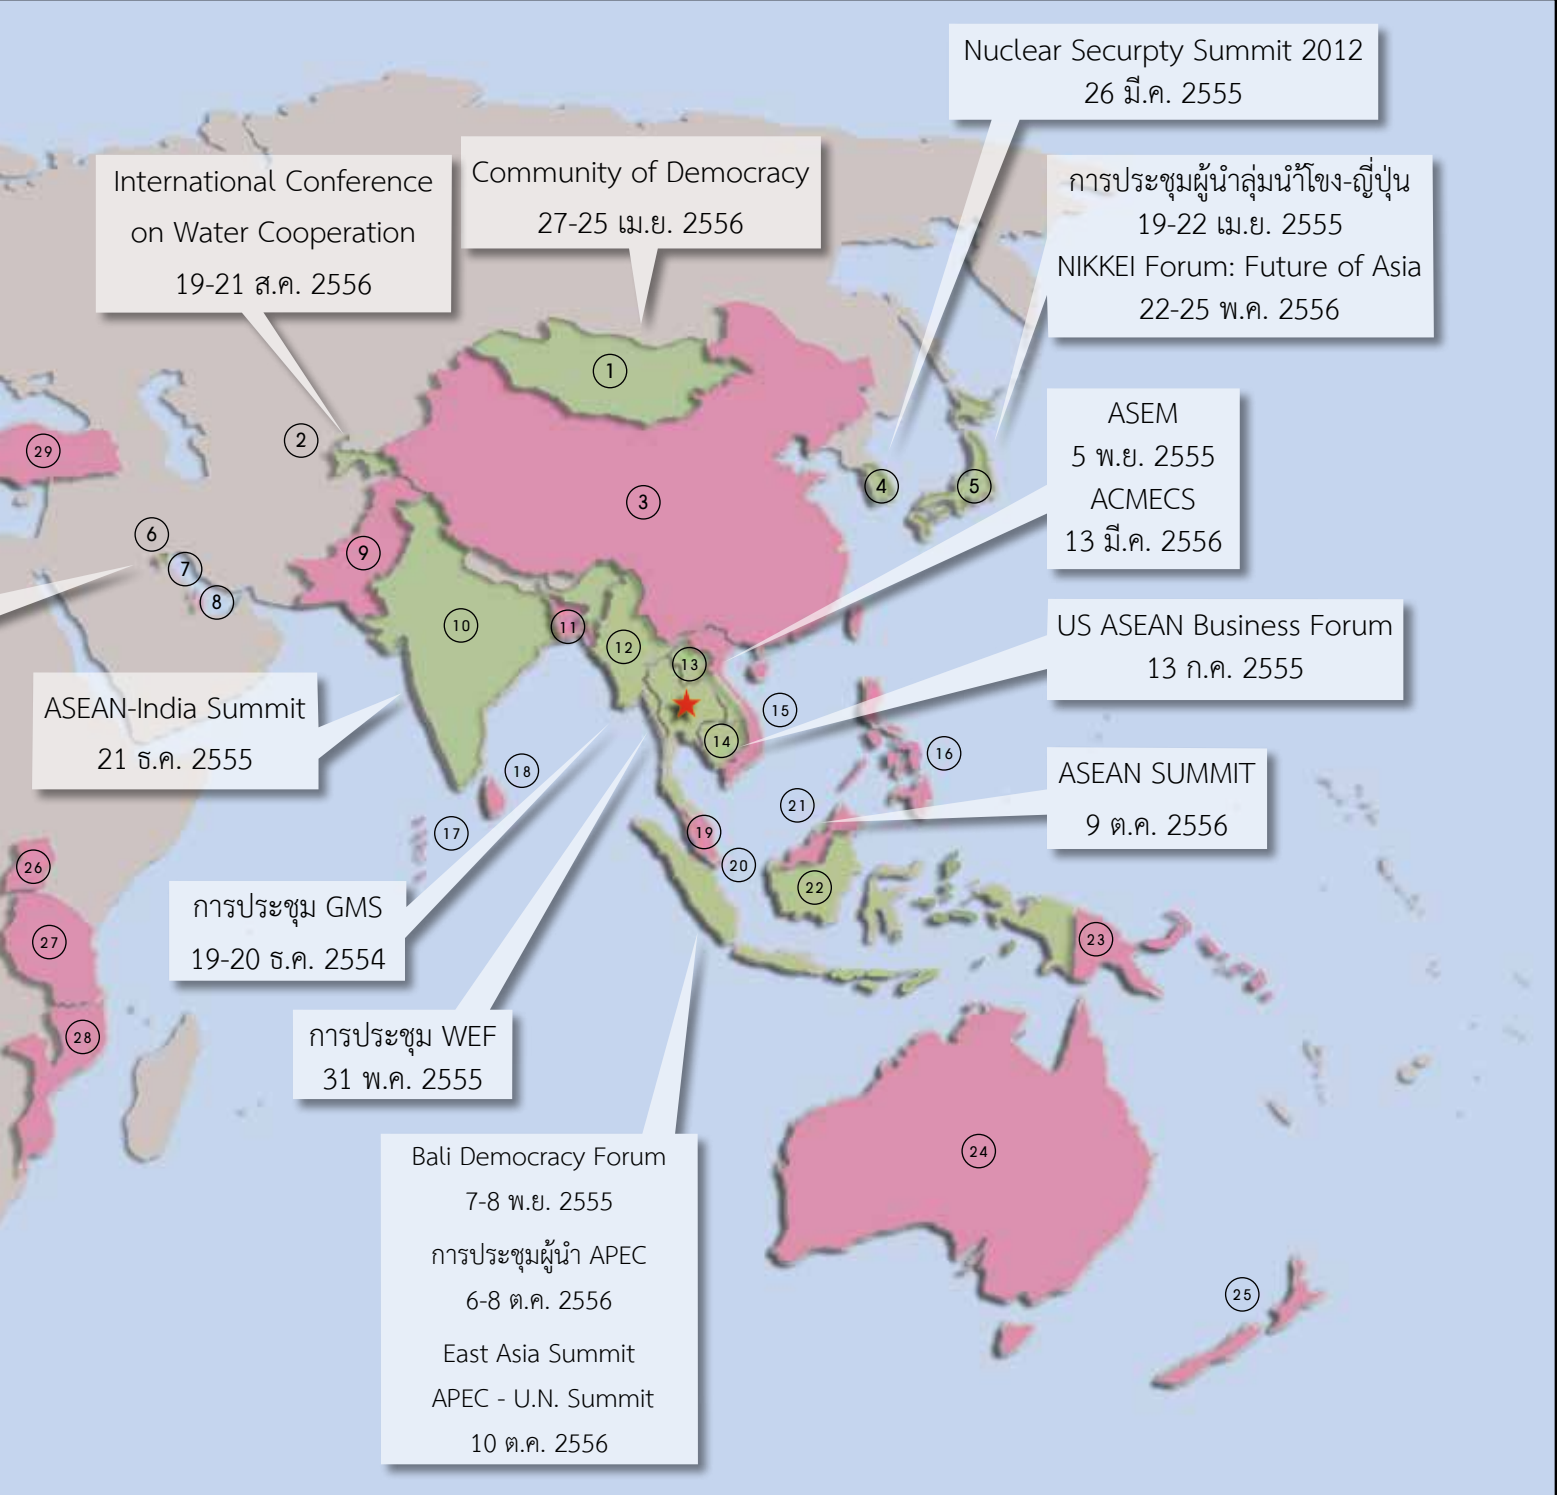 Nuclear Securpty Summit 2012
26 มี.ค. 2555
International Conference
on Water Cooperation
19-21 ส.ค. 2556
Community of Democracy
27-25 เม.ย. 2556
การประชุมผู้นำลุ่มนํ้าโขง-ญี่ปุ่น
19-22 เม.ย. 2555
NIKKEI Forum: Future of Asia
22-25 พ.ค. 2556
ASEM
5 พ.ย. 2555
ACMECS
13 มี.ค. 2556
US ASEAN Business Forum
13 ก.ค. 2555
ASEAN SUMMIT
9 ต.ค. 2556
ASEAN-India Summit
21 ธ.ค. 2555
การประชุม GMS
19-20 ธ.ค. 2554
การประชุม WEF
31 พ.ค. 2555
Bali Democracy Forum
7-8 พ.ย. 2555
การประชุมผู้นำ APEC
6-8 ต.ค. 2556
East Asia Summit
APEC - U.N. Summit
10 ต.ค. 2556
1
2
3
4
5
6
7
8
9
10
11
12
13
14
15
16
17
18
19
20
21
22
23
24
25
26
27
28
29